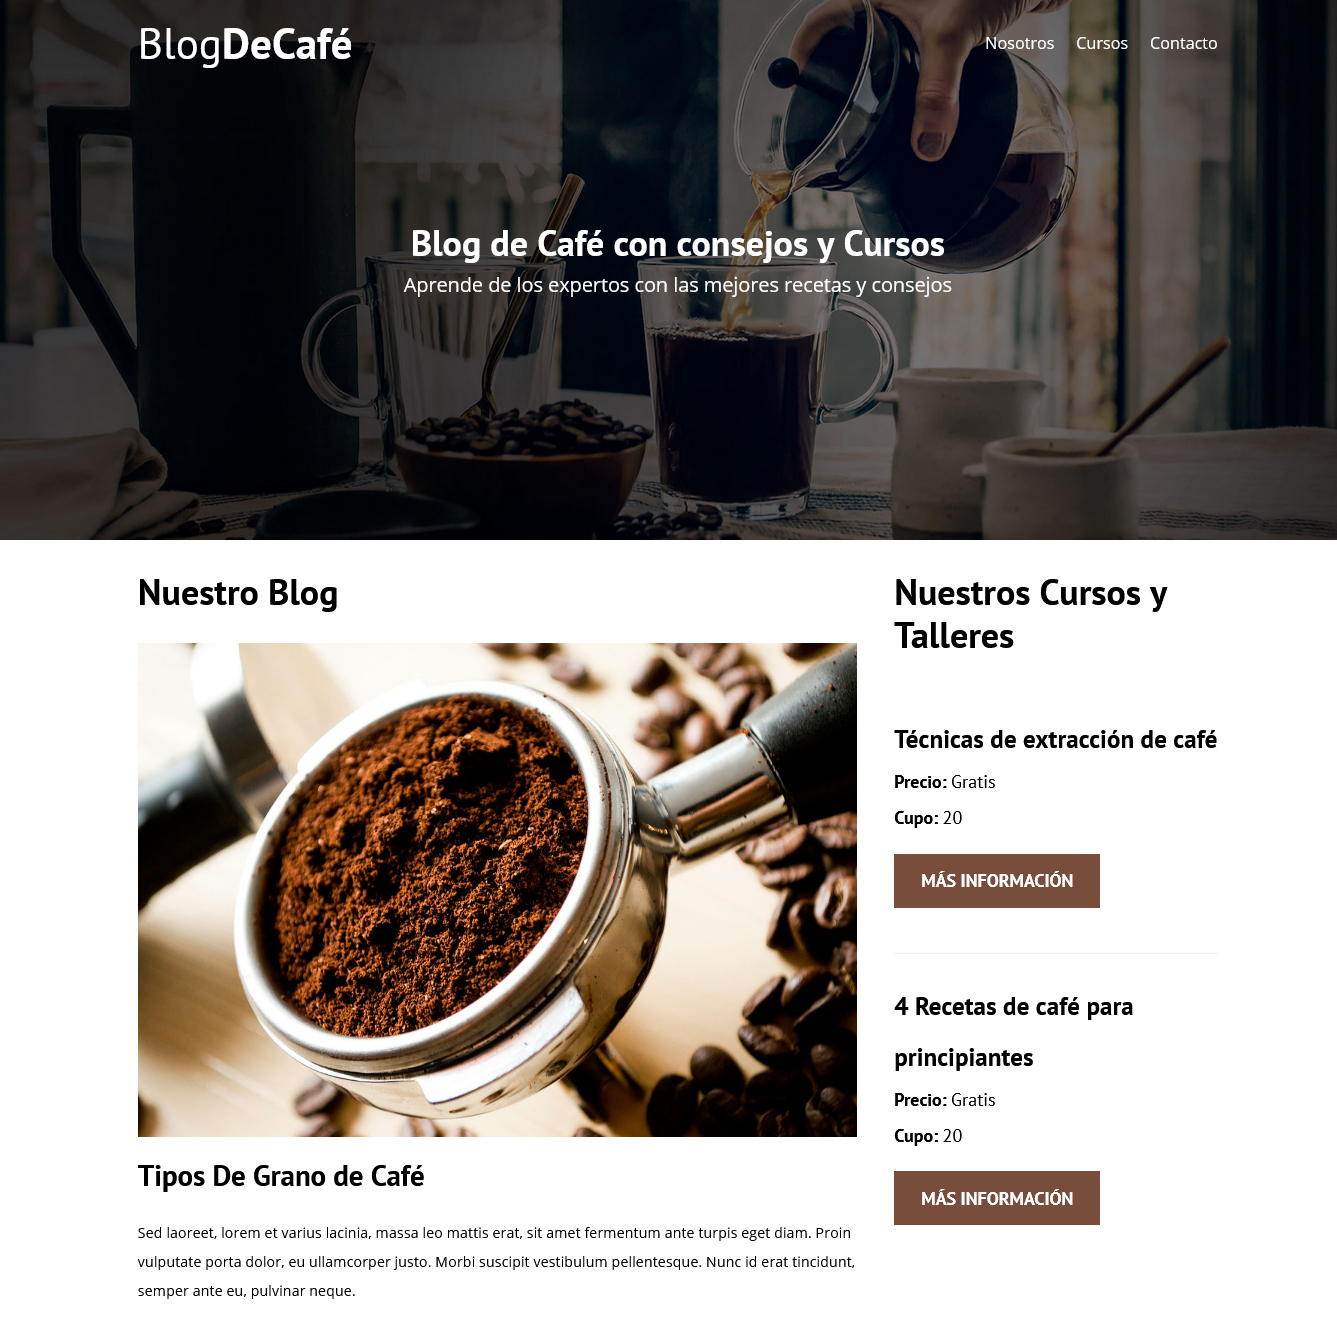 BlogDeCafé
Nosotros Cursos Contacto
Blog de Café con consejos y Cursos
Aprende de los expertos con las mejores recetas y consejos
Nuestro Blog
Tipos De Grano de Café
Sed laoreet, lorem et varius lacinia, massa leo mattis erat, sit amet fermentum ante turpis eget diam. Proin
vulputate porta dolor, eu ullamcorper justo. Morbi suscipit vestibulum pellentesque. Nunc id erat tincidunt,
semper ante eu, pulvinar neque.
Nuestros Cursos y
Talleres
Técnicas de extracción de café
Precio: Gratis
Cupo: 20
MÁS INFORMACIÓN
4 Recetas de café para
principiantes
Precio: Gratis
Cupo: 20
MÁS INFORMACIÓN